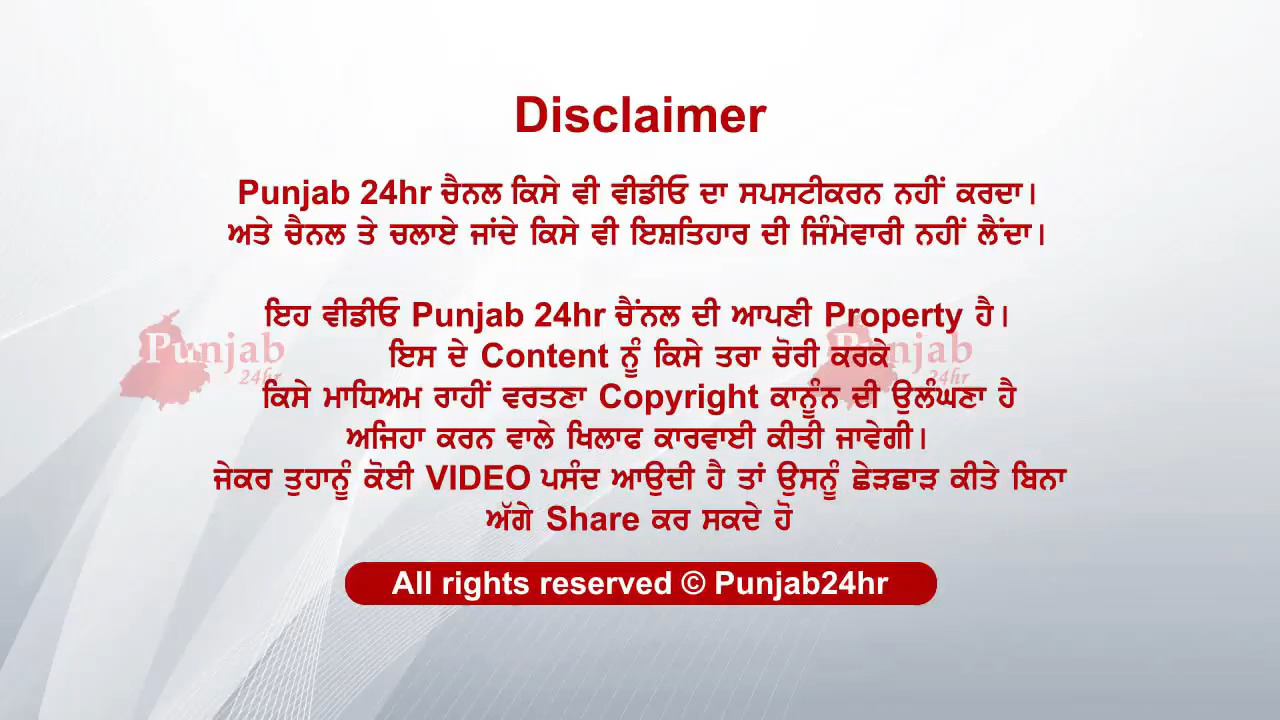 Disclaimer
Punjab 24hr ਚੈਨਲ ਕਿਸੇ ਵੀ ਵੀਡੀਓ ਦਾ ਸਪਸਟੀਕਰਨ ਨਹੀਂ ਕਰਦਾ।
ਅਤੇ ਚੈਨਲ ਤੇ ਚਲਾਏ ਜਾਂਦੇ ਕਿਸੇ ਵੀ ਇਸ਼ਤਿਹਾਰ ਦੀ ਜਿੰਮੇਵਾਰੀ ਨਹੀਂ ਲੈਂਦਾ।
ਇਹ ਵੀਡੀਓ Punjab 24hr ਚੈਂਨਲ ਦੀ ਆਪਣੀ Property ਹੈ।
ਇਸ ਦੇ Content ਨੂੰ ਕਿਸੇ ਤਰਾ ਚੋਰੀ ਕਰਕੇ
ਕਿਸੇ ਮਾਧਿਅਮ ਰਾਹੀਂ ਵਰਤਣਾ Copyright ਕਾਨੂੰਨ ਦੀ ਉਲੰਘਣਾ ਹੈ
ਅਜਿਹਾ ਕਰਨ ਵਾਲੇ ਖਿਲਾਫ ਕਾਰਵਾਈ ਕੀਤੀ ਜਾਵੇਗੀ।
ਜੇਕਰ ਤੁਹਾਨੂੰ ਕੋਈ VIDEO ਪਸੰਦ ਆਉਦੀ ਹੈ ਤਾਂ ਉਸਨੂੰ ਛੇੜਛਾੜ ਕੀਤੇ ਬਿਨਾ
ਅੱਗੇ Share ਕਰ ਸਕਦੇ ਹੋ
All rights reserved © Punjab24hr
Punjab
24hr
Punjab
24hr